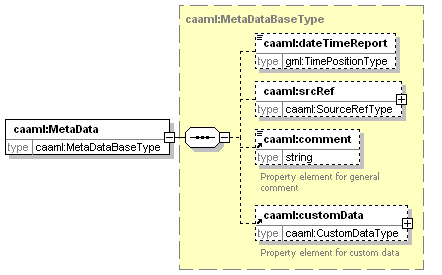 caaml:MetaDataBaseType
caaml:dateTimeReport
type gml:TimePositionType
caaml:srcRef
type caaml:SourceRefType
caaml:MetaData
type caaml:MetaDataBaseType
caaml:comment
type string
Property element for general
comment
caaml:customData
type caaml:CustomDataType
Property element for custom data